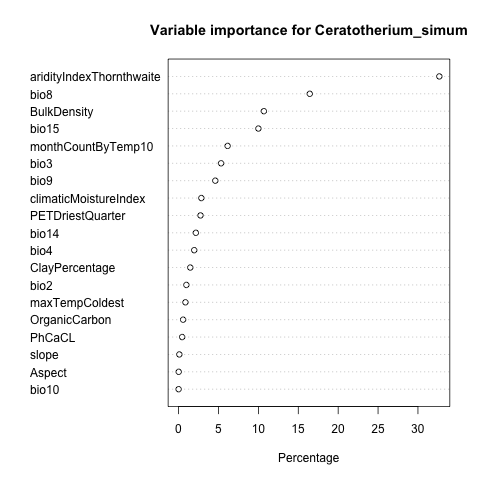 Variable importance for Ceratotherium_simum
aridityIndexThornthwaite
bio8
BulkDensity
bio15
monthCountByTemp10
bio3
bio9
climaticMoistureIndex
PETDriestQuarter
bio14
bio4
ClayPercentage
bio2
maxTempColdest
OrganicCarbon
PhCaCL
slope
Aspect
bio10
0 5 10 15 20 25 30
Percentage